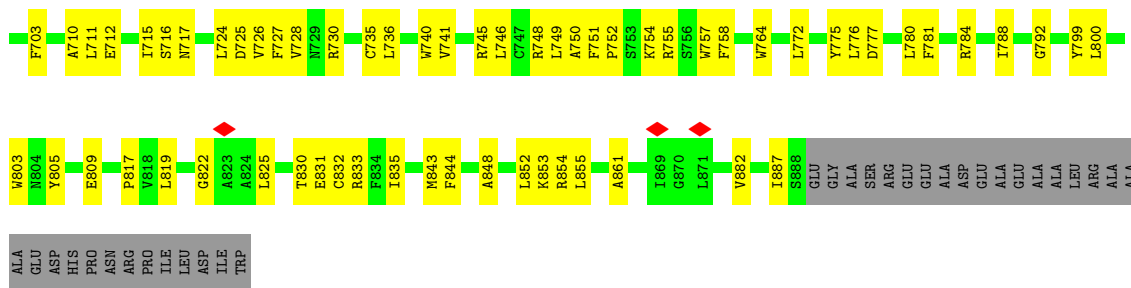 F703 A710 L711 E712 I715 S716 N717 L724 D725 V726 F727 V728 N729 R730 C735 L736 W740 V741 R745 L746 C747 R748 L749 A750 F751 P752 S753 K754 R755 S756 W757 F758 W764 L772 Y775 L776 D777 L780 F781 R784 I788 G792 Y799 L800
W803 N804 Y805 E809 P817 V818 L819 G822 A823 A824 L825 T830 E831 C832 R833 F834 I835 M843 F844 A848 L852 K853 R854 L855 A861 I869 G870 L871 V882 I887 S888 GLU GLY ALA SER ARG GLU GLU ALA ASP GLU ALA GLU ALA ALA LEU ARG ALA ALA
ALA GLU ASP HIS PRO ASN ARG PRO ILE LEU ASP ILE TRP